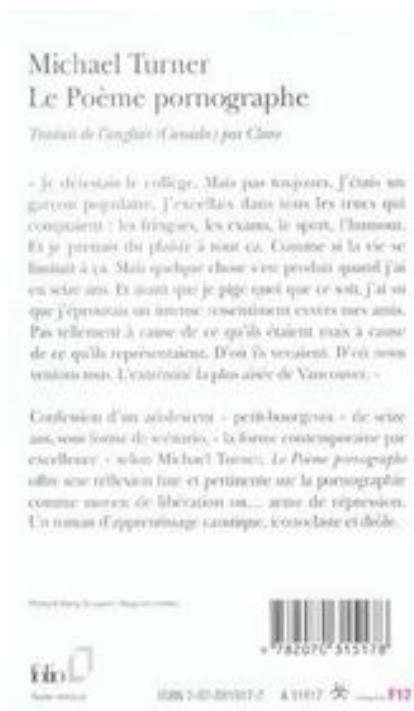 Michael Turner
Le Poème pornographe
Traduit de l'anglais (Canada) par Claro
« Je détestais le collège. Mais pas toujours. J'étais un
garçon populaire. J'excellais dans tous les trucs qui
comptaient : les fringues, les exams, le sport, l'humour.
Et je prenais du plaisir à tout ça. Comme si la vie se
limitait à ça. Mais quelque chose s'est produit quand j'ai
eu seize ans. Et avant que je pige quoi que ce soit, j'ai su
que j'éprouvais un intense ressentiment envers mes amis.
Pas tellement à cause de ce qu'ils étaient mais à cause
de ce qu'ils représentaient. D'où ils venaient. D'où nous
venions tous. L'extrémité la plus aisée de Vancouver. »
Confession d'un adolescent « petit-bourgeois » de seize
ans, sous forme de scénario, « la forme contemporaine par
excellence » selon Michael Turner, Le Poème pornographe
offre une réflexion fine et pertinente sur la pornographie
comme moyen de libération ou... arme de répression.
Un roman d'apprentissage caustique, iconoclaste et drôle.
9 782070 315178
folio
A 31517
F12